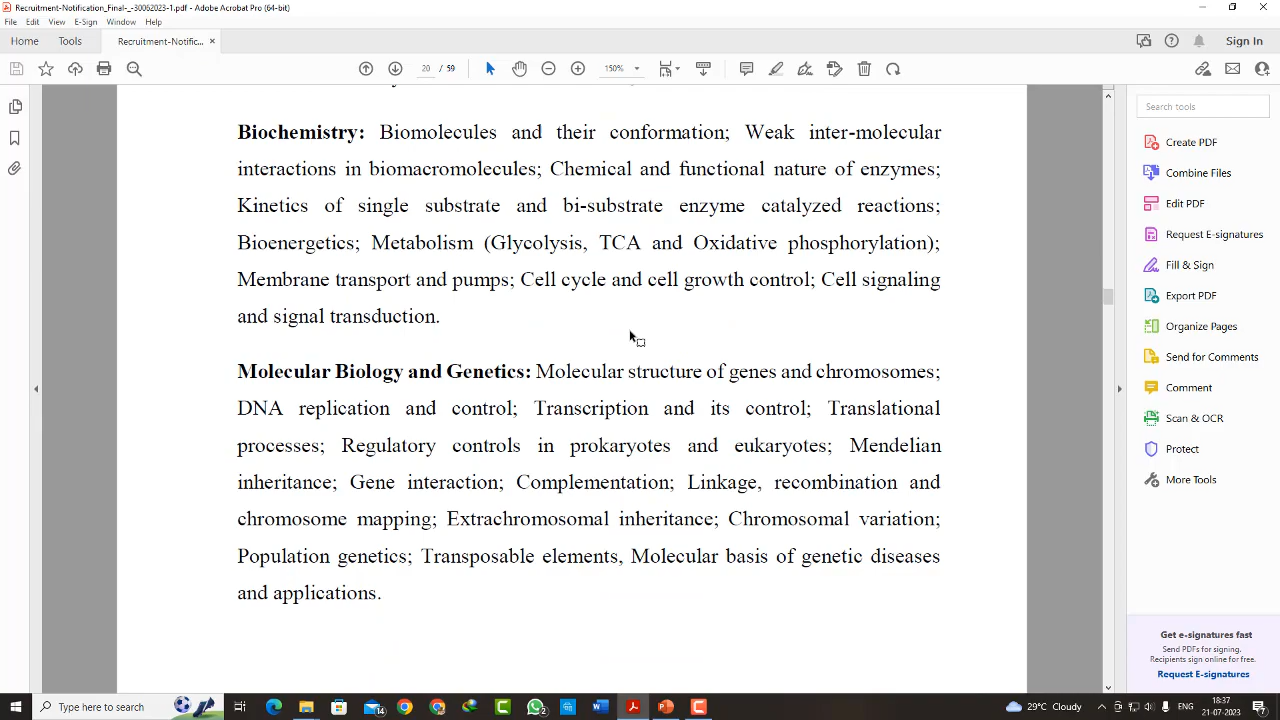 Recruitment-Notification_Final-_-30062023-1.pdf - Adobe Acrobat Pro (64-bit)
File Edit View E-Sign Window Help
Home Tools Recruitment-Notific... × Sign In
20 / 59 150%
Biochemistry: Biomolecules and their conformation; Weak inter-molecular
interactions in biomacromolecules; Chemical and functional nature of enzymes;
Kinetics of single substrate and bi-substrate enzyme catalyzed reactions;
Bioenergetics; Metabolism (Glycolysis, TCA and Oxidative phosphorylation);
Membrane transport and pumps; Cell cycle and cell growth control; Cell signaling
and signal transduction.
Molecular Biology and Genetics: Molecular structure of genes and chromosomes;
DNA replication and control; Transcription and its control; Translational
processes; Regulatory controls in prokaryotes and eukaryotes; Mendelian
inheritance; Gene interaction; Complementation; Linkage, recombination and
chromosome mapping; Extrachromosomal inheritance; Chromosomal variation;
Population genetics; Transposable elements, Molecular basis of genetic diseases
and applications.
Search tools
Create PDF
Combine Files
Edit PDF
Request E-signatures
Fill & Sign
Export PDF
Organize Pages
Send for Comments
Comment
Scan & OCR
Protect
More Tools
Get e-signatures fast
Send PDFs for signing.
Recipients sign online for free.
Request E-signatures
Type here to search
29°C Cloudy
18:37
21-07-2023